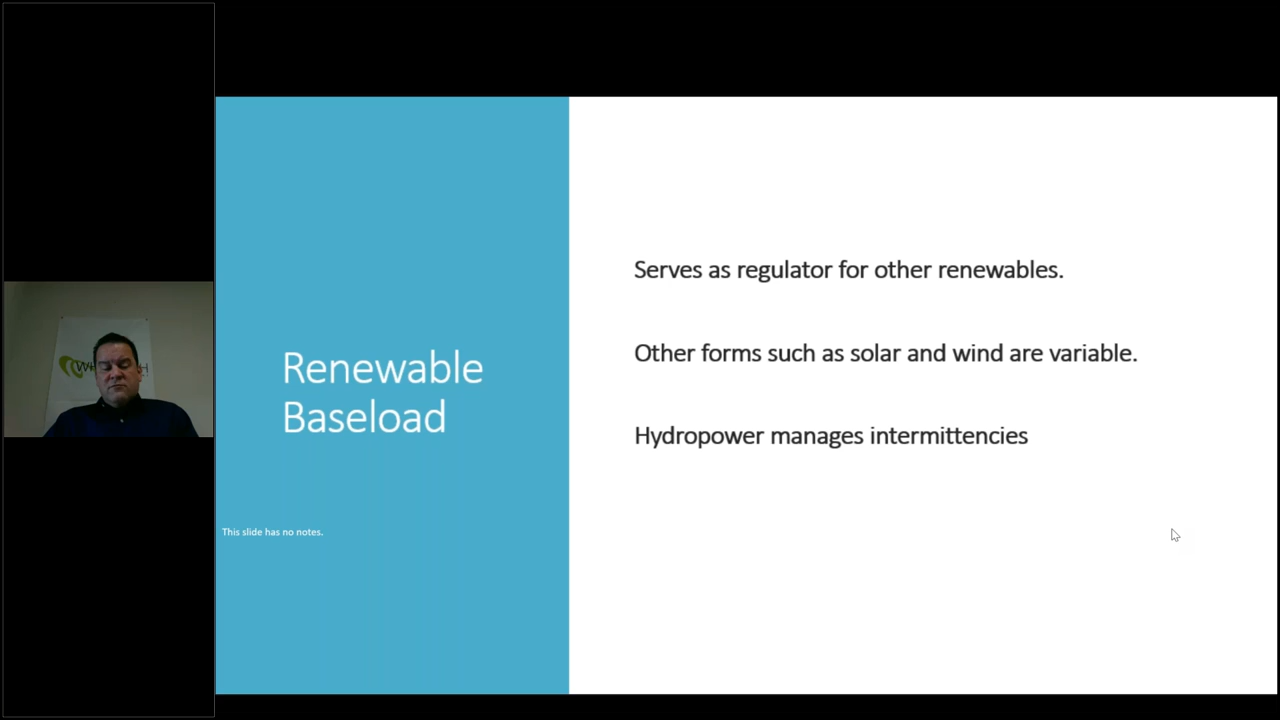 Renewable
Baseload
This slide has no notes.
Serves as regulator for other renewables.
Other forms such as solar and wind are variable.
Hydropower manages intermittencies